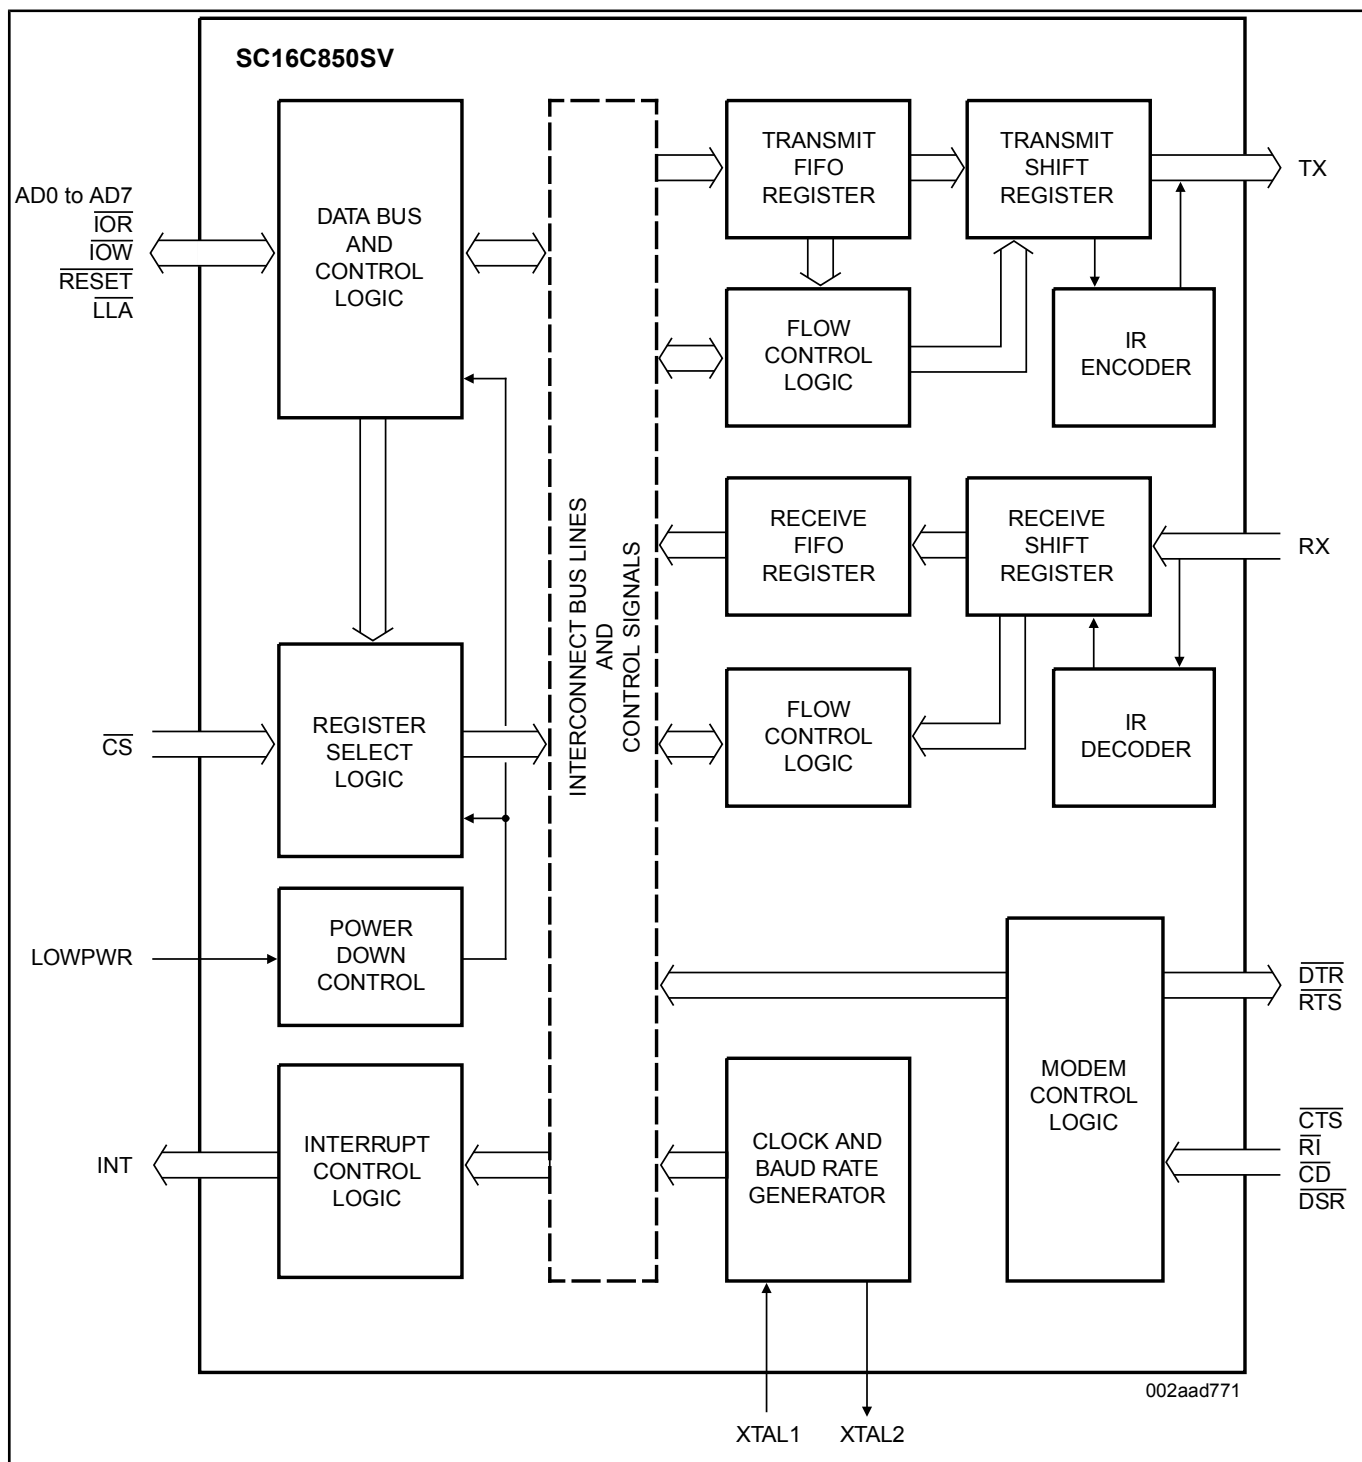 SC16C850SV
AD0 to AD7
IOR
IOW
RESET
LLA
DATA BUS
AND
CONTROL
LOGIC
TRANSMIT
FIFO
REGISTER
TRANSMIT
SHIFT
REGISTER
TX
FLOW
CONTROL
LOGIC
IR
ENCODER
INTERCONNECT BUS LINES
AND
CONTROL SIGNALS
RECEIVE
FIFO
REGISTER
RECEIVE
SHIFT
REGISTER
RX
CS
REGISTER
SELECT
LOGIC
FLOW
CONTROL
LOGIC
IR
DECODER
LOWPWR
POWER
DOWN
CONTROL
DTR
RTS
MODEM
CONTROL
LOGIC
CTS
RI
CD
DSR
INT
INTERRUPT
CONTROL
LOGIC
CLOCK AND
BAUD RATE
GENERATOR
XTAL1
XTAL2
002aad771